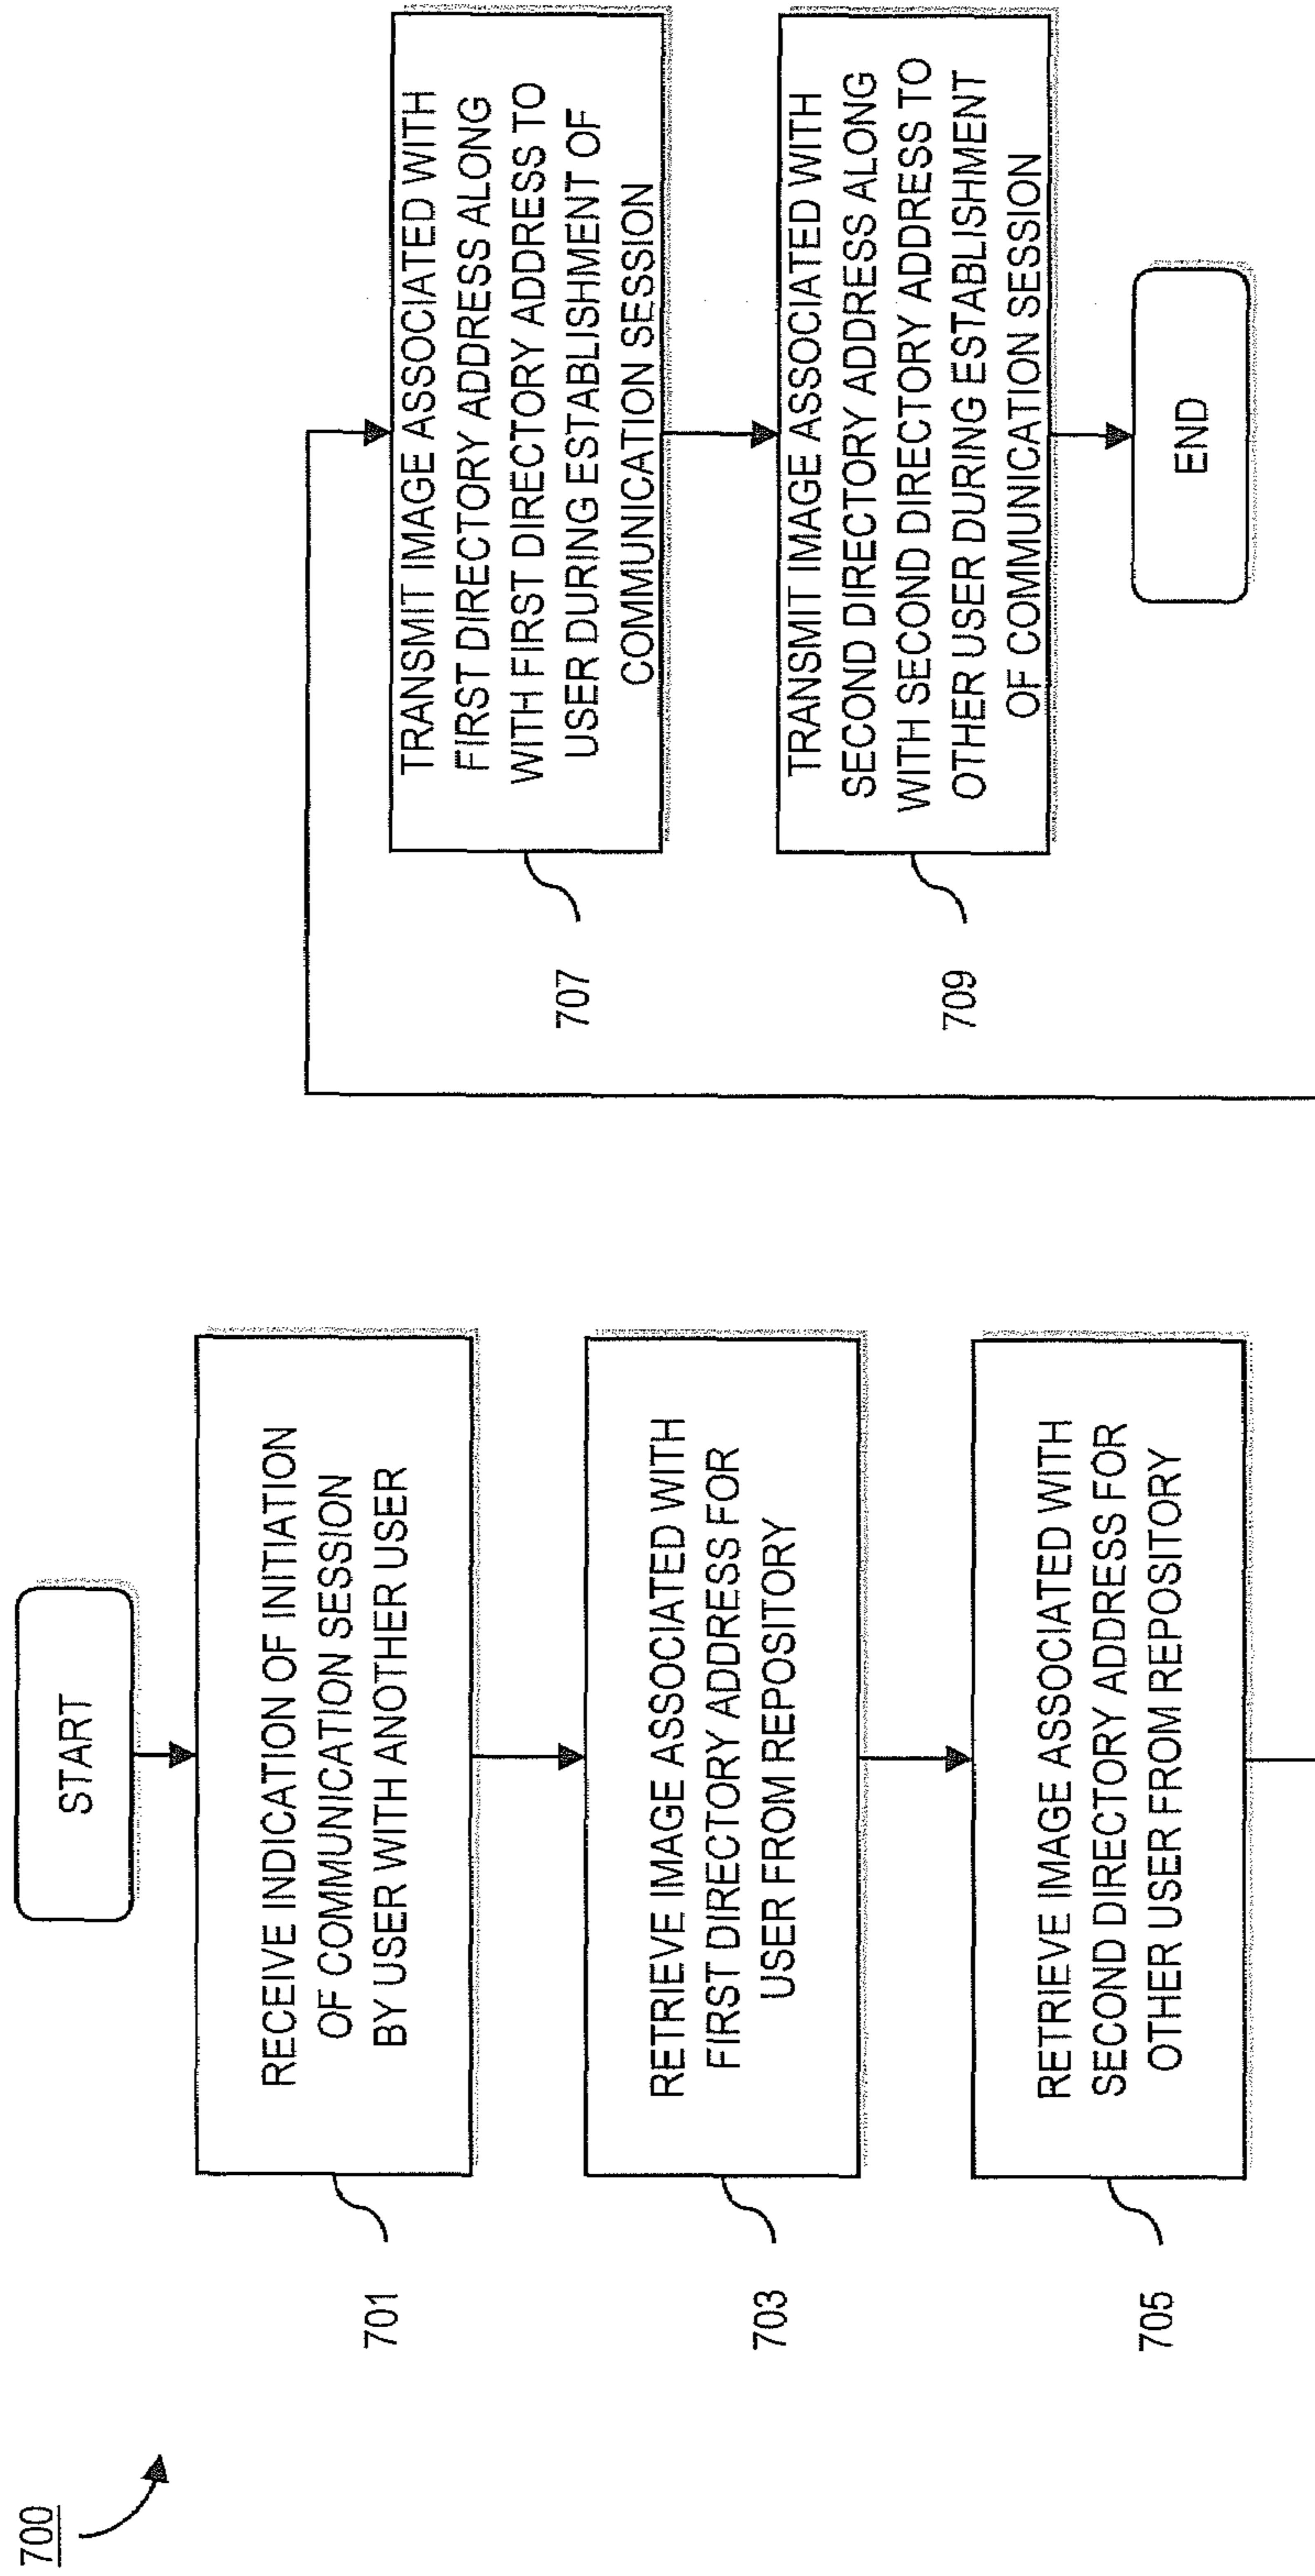 700
START
RECEIVE INDICATION OF INITIATION
OF COMMUNICATION SESSION
BY USER WITH ANOTHER USER
701
RETRIEVE IMAGE ASSOCIATED WITH
FIRST DIRECTORY ADDRESS FOR
USER FROM REPOSITORY
703
RETRIEVE IMAGE ASSOCIATED WITH
SECOND DIRECTORY ADDRESS FOR
OTHER USER FROM REPOSITORY
705
TRANSMIT IMAGE ASSOCIATED WITH
FIRST DIRECTORY ADDRESS ALONG
WITH FIRST DIRECTORY ADDRESS TO
USER DURING ESTABLISHMENT OF
COMMUNICATION SESSION
707
TRANSMIT IMAGE ASSOCIATED WITH
SECOND DIRECTORY ADDRESS ALONG
WITH SECOND DIRECTORY ADDRESS TO
OTHER USER DURING ESTABLISHMENT
OF COMMUNICATION SESSION
709
END